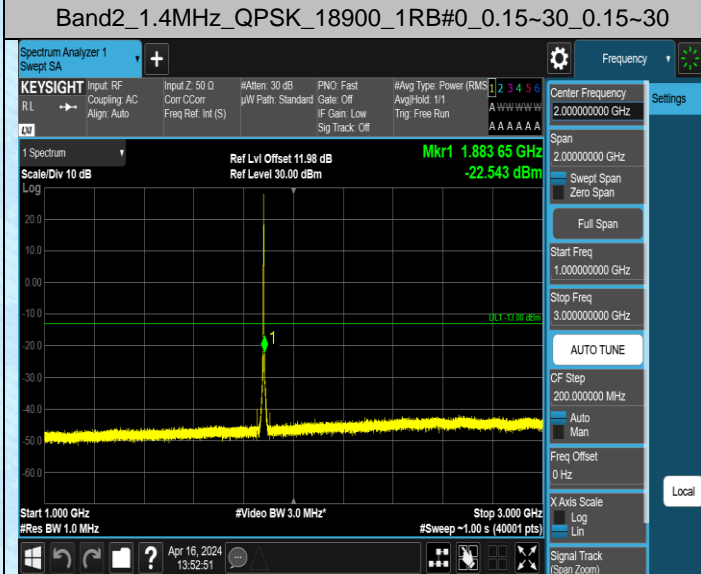 Band2_1.4MHz_QPSK_18900_1RB#0_0.15~30_0.15~30
Spectrum Analyzer 1
Swept SA
+
Frequency
KEYSIGHT
RL
LXI
Input: RF
Coupling: AC
Align: Auto
Input Z: 50 Ω
Corr CCorr
Freq Ref: Int (S)
#Atten: 30 dB
µW Path: Standard
PNO: Fast
Gate: Off
IF Gain: Low
Sig Track: Off
#Avg Type: Power (RMS
Avg|Hold: 1/1
Trig: Free Run
1 2 3 4 5 6
A W W W W W
A A A A A A
1 Spectrum
Scale/Div 10 dB
Log
Ref Lvl Offset 11.98 dB
Ref Level 30.00 dBm
Mkr1 1.883 65 GHz
-22.543 dBm
20.0
10.0
0.00
-10.0
-20.0
-30.0
-40.0
-50.0
-60.0
DL1 -13.00 dBm
1
Start 1.000 GHz
#Res BW 1.0 MHz
#Video BW 3.0 MHz*
Stop 3.000 GHz
#Sweep ~1.00 s (40001 pts)
Apr 16, 2024
13:52:51
?
Center Frequency
2.00000000 GHz
Span
2.00000000 GHz
Swept Span
Zero Span
Full Span
Start Freq
1.00000000 GHz
Stop Freq
3.00000000 GHz
AUTO TUNE
CF Step
200.000000 MHz
Auto
Man
Freq Offset
0 Hz
X Axis Scale
Log
Lin
Signal Track
(Span Zoom)
Settings
Local